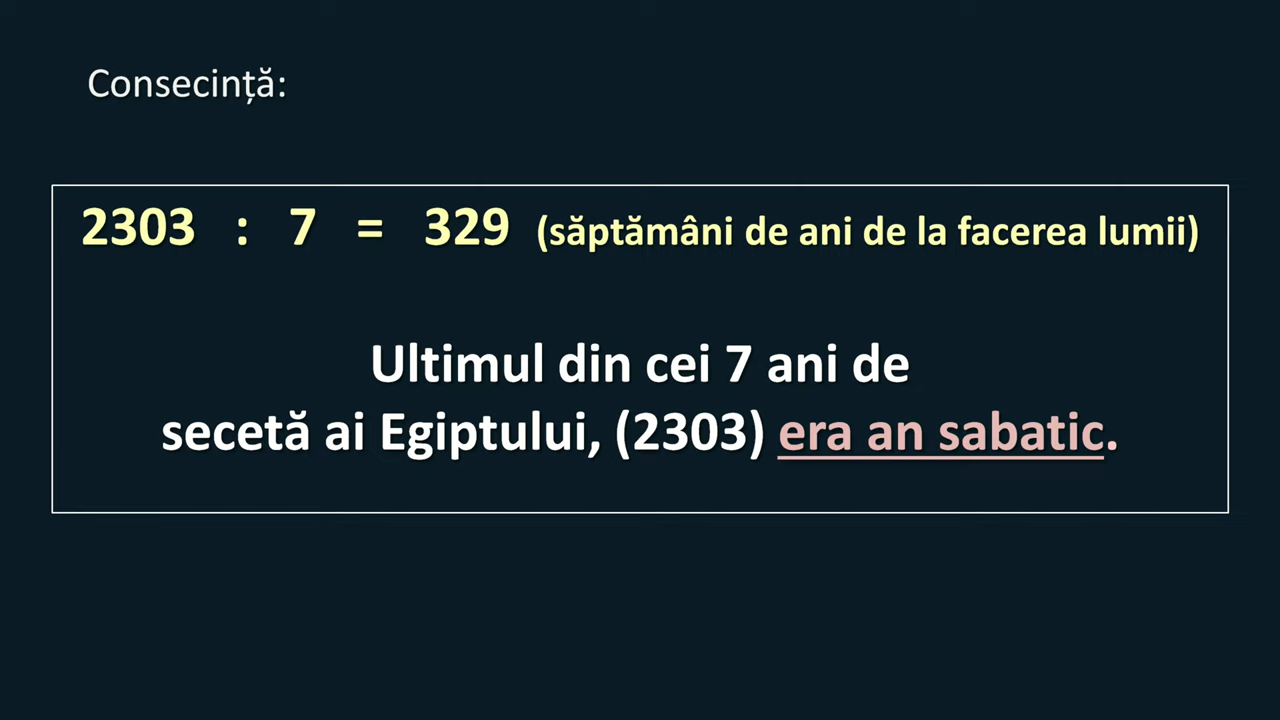 Consecință:
2303 : 7 = 329 (săptămâni de ani de la facerea lumii)
Ultimul din cei 7 ani de
secetă ai Egiptului, (2303) era an sabatic.